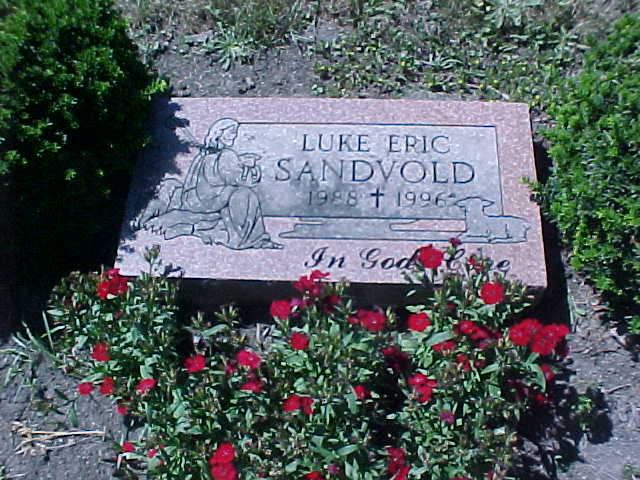 LUKE ERIC
SANDVOLD
1988 ✝ 1996
In God's Care